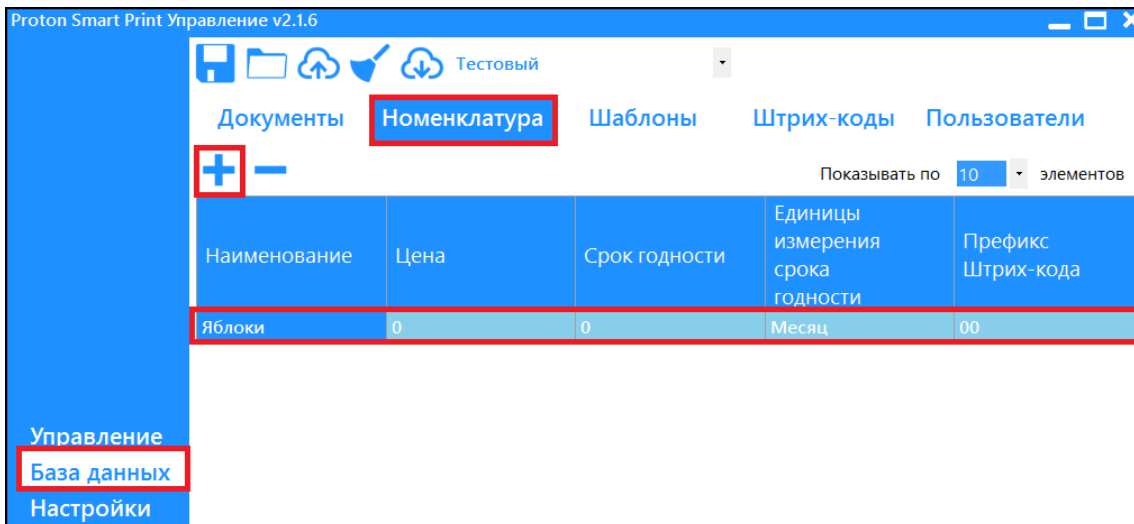 Proton Smart Print Управление v2.1.6
Тестовый
Документы Номенклатура Шаблоны Штрих-коды Пользователи
Показывать по 10 элементов
Наименование Цена Срок годности Единицы измерения срока годности Префикс Штрих-кода
Яблоки 0 0 Месяц 00
Управление
База данных
Настройки